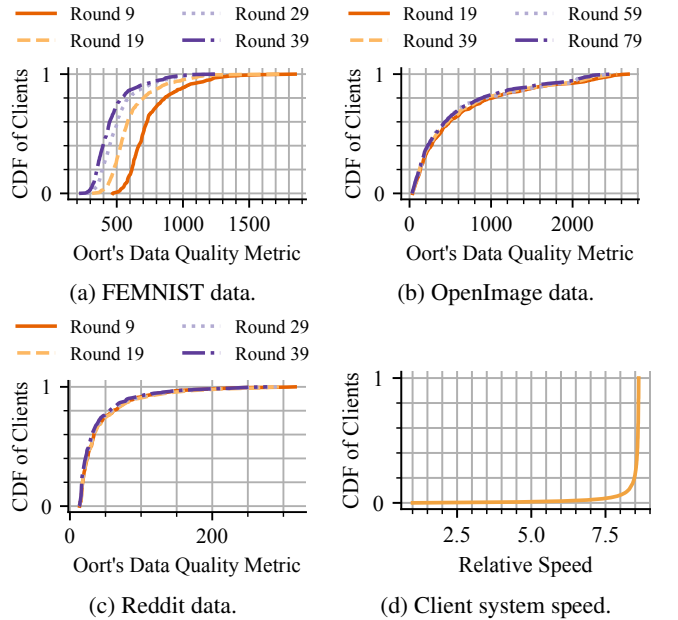 Round 9 Round 29
Round 19 Round 39
CDF of Clients
1
0
500 1000 1500
Oort's Data Quality Metric
(a) FEMNIST data.
Round 19 Round 59
Round 39 Round 79
CDF of Clients
1
0
0 1000 2000
Oort's Data Quality Metric
(b) OpenImage data.
Round 9 Round 29
Round 19 Round 39
CDF of Clients
1
0
0 200
Oort's Data Quality Metric
(c) Reddit data.
CDF of Clients
1
0
2.5 5.0 7.5
Relative Speed
(d) Client system speed.